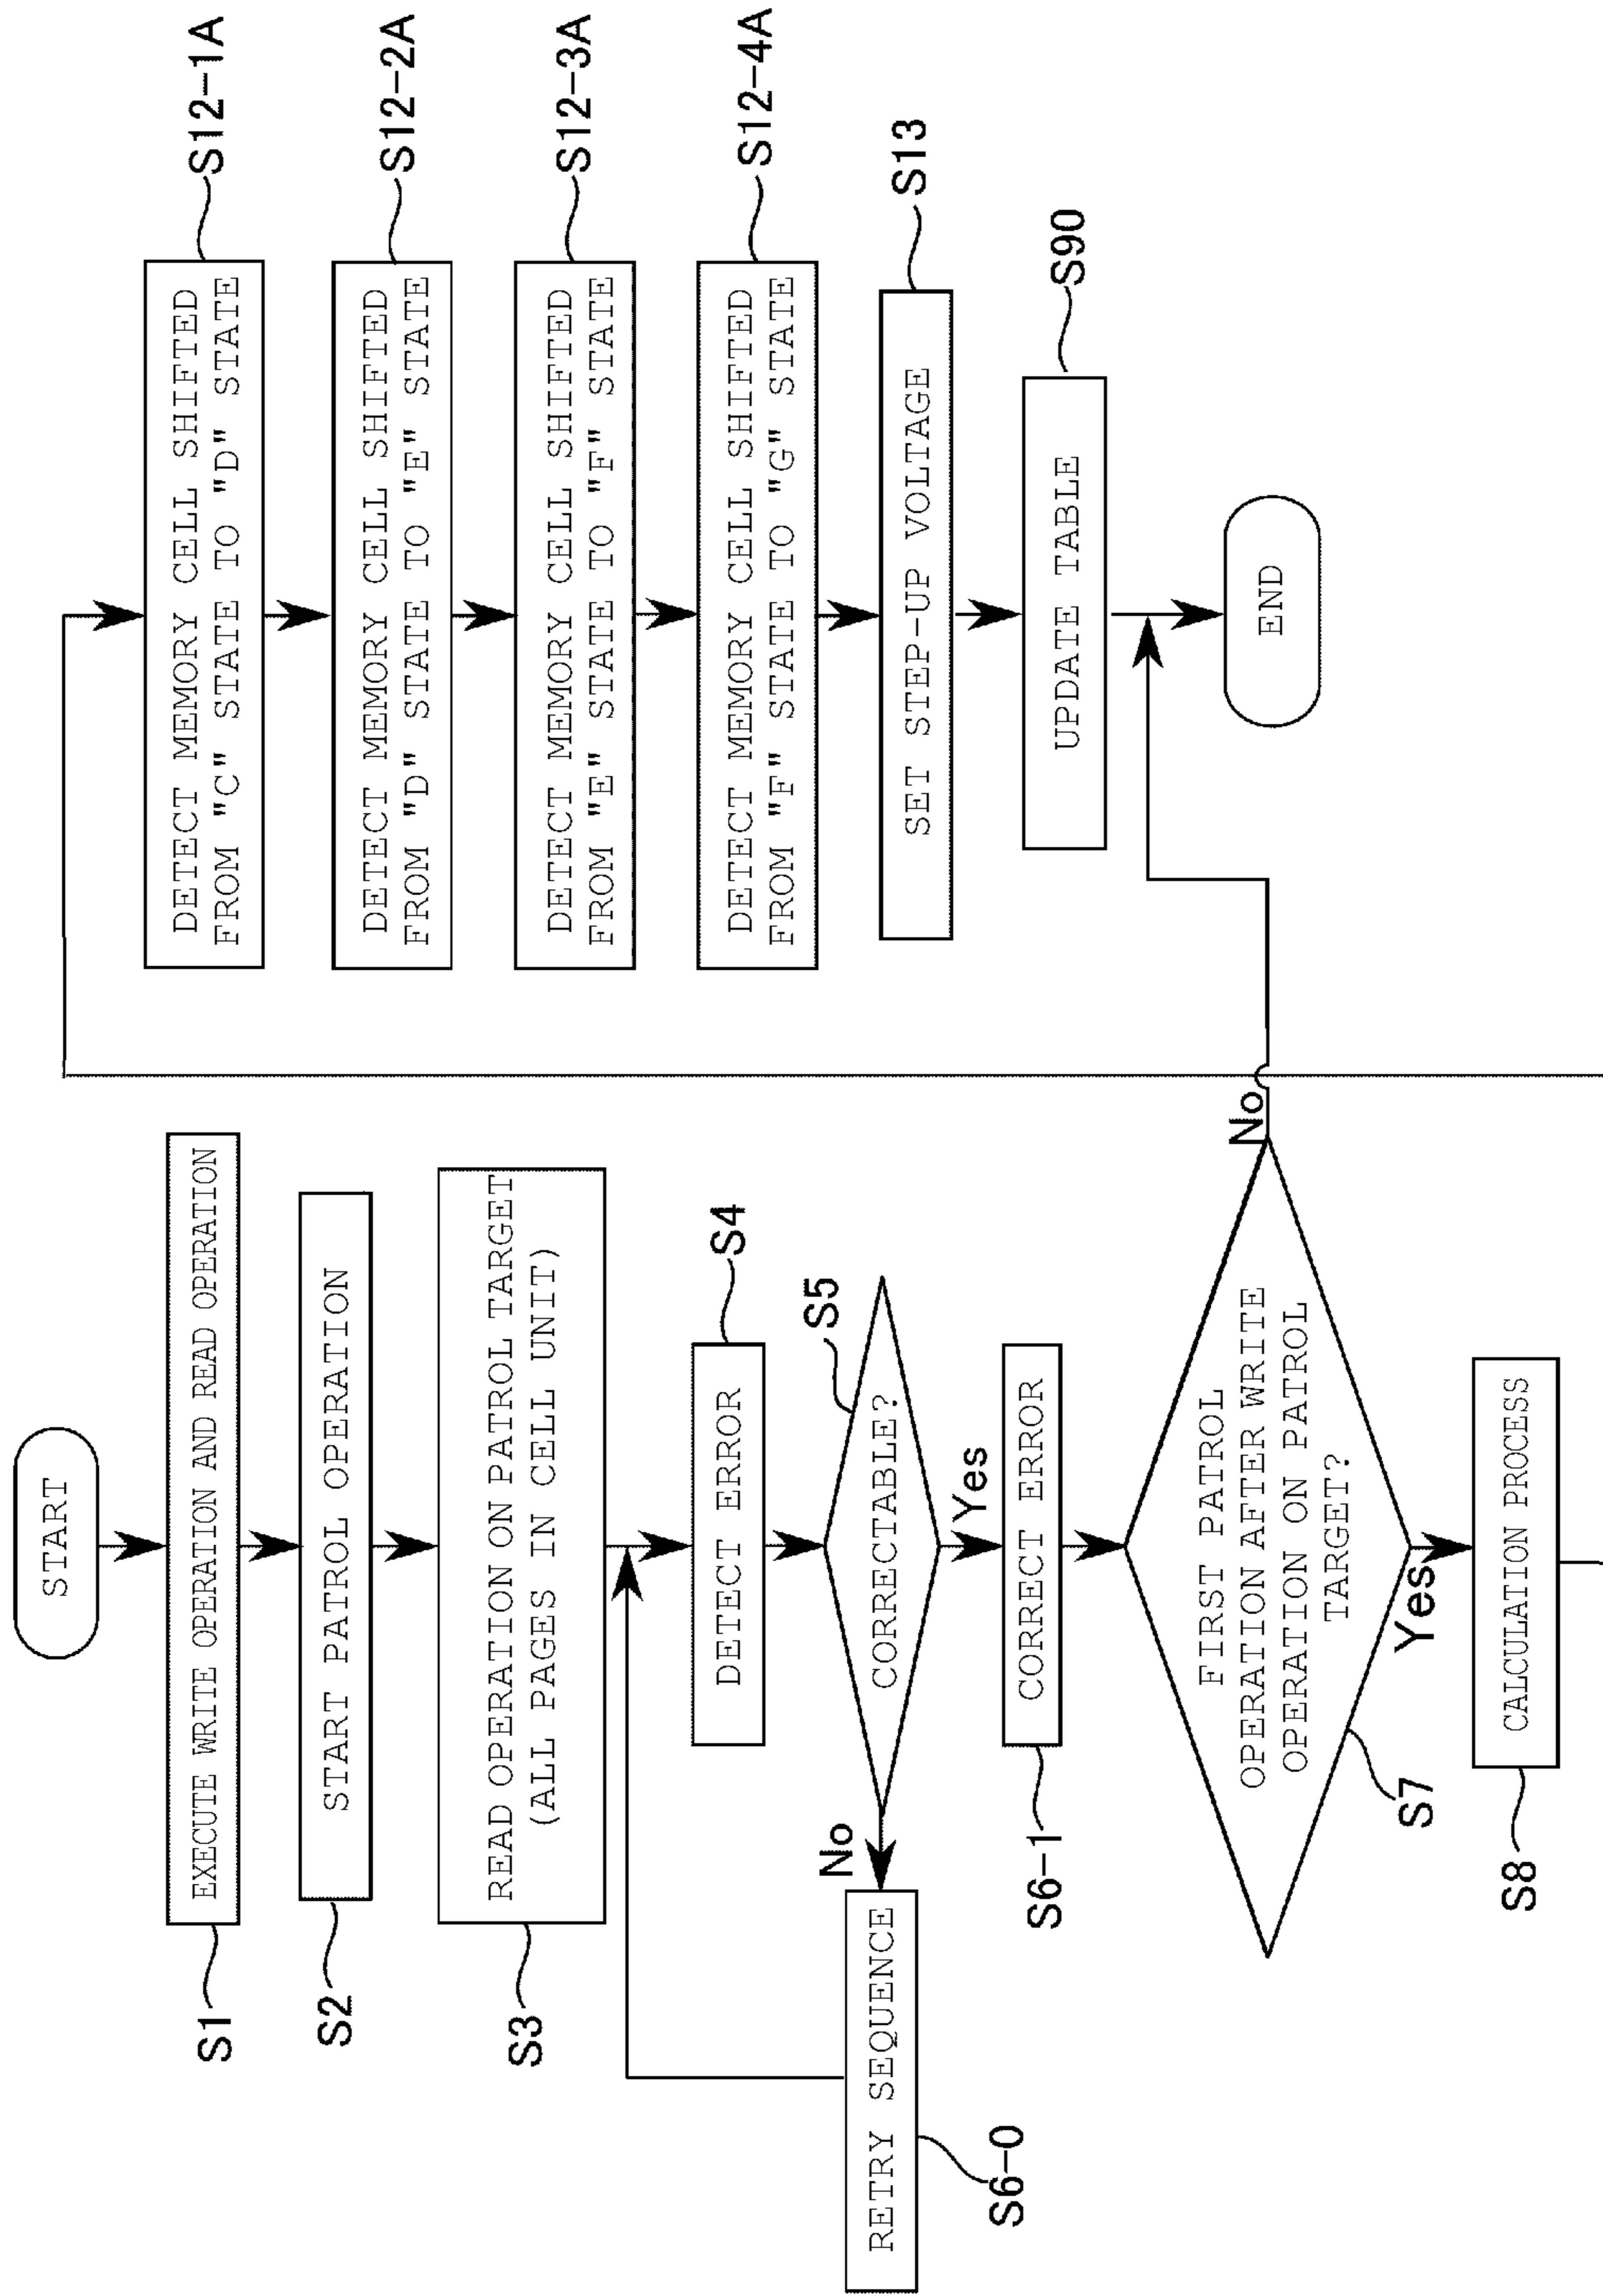 START
EXECUTE WRITE OPERATION AND READ OPERATION
S1
START PATROL OPERATION
S2
READ OPERATION ON PATROL TARGET
(ALL PAGES IN CELL UNIT)
S3
DETECT ERROR
S4
CORRECTABLE?
S5
No
Yes
RETRY SEQUENCE
S6-0
CORRECT ERROR
S6-1
FIRST PATROL
OPERATION AFTER WRITE
OPERATION ON PATROL
TARGET?
S7
No
Yes
CALCULATION PROCESS
S8
DETECT MEMORY CELL SHIFTED
FROM "C" STATE TO "D" STATE
S12-1A
DETECT MEMORY CELL SHIFTED
FROM "D" STATE TO "E" STATE
S12-2A
DETECT MEMORY CELL SHIFTED
FROM "E" STATE TO "F" STATE
S12-3A
DETECT MEMORY CELL SHIFTED
FROM "F" STATE TO "G" STATE
S12-4A
SET STEP-UP VOLTAGE
S13
UPDATE TABLE
S90
END